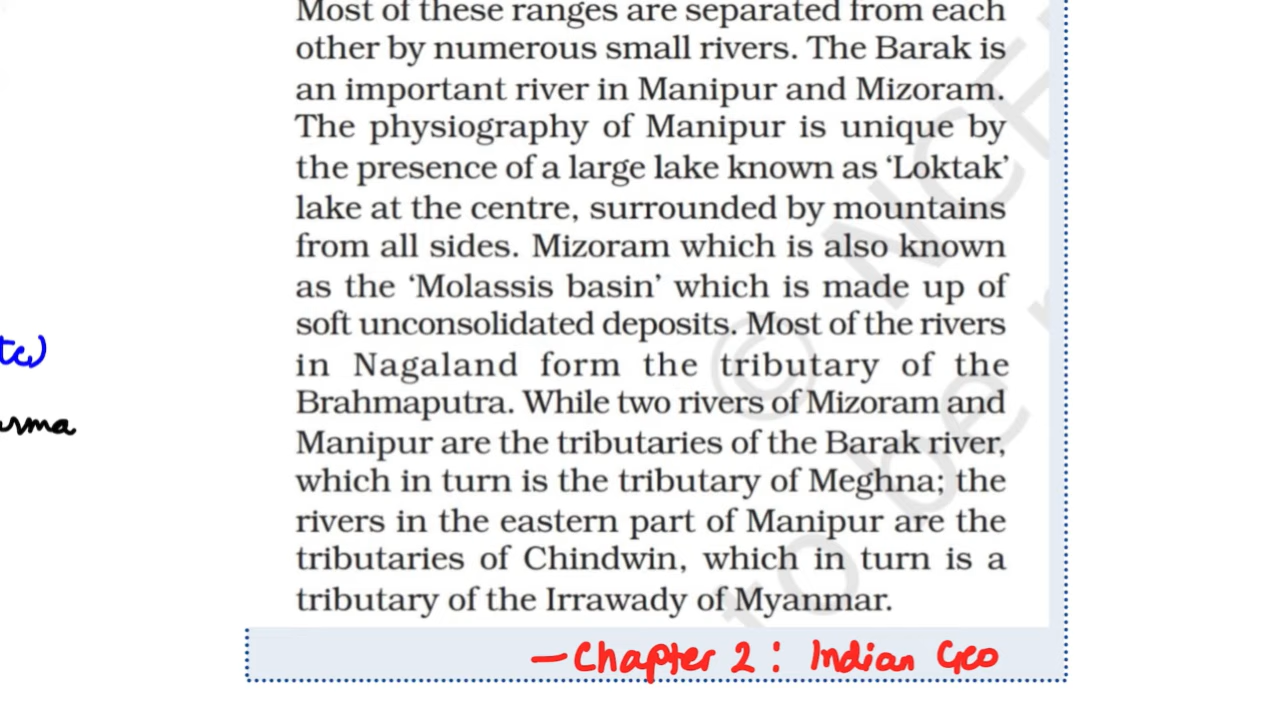 Most of these ranges are separated from each
other by numerous small rivers. The Barak is
an important river in Manipur and Mizoram.
The physiography of Manipur is unique by
the presence of a large lake known as ‘Loktak’
lake at the centre, surrounded by mountains
from all sides. Mizoram which is also known
as the ‘Molassis basin’ which is made up of
soft unconsolidated deposits. Most of the rivers
in Nagaland form the tributary of the
Brahmaputra. While two rivers of Mizoram and
Manipur are the tributaries of the Barak river,
which in turn is the tributary of Meghna; the
rivers in the eastern part of Manipur are the
tributaries of Chindwin, which in turn is a
tributary of the Irrawady of Myanmar.
— Chapter 2 : Indian Geo